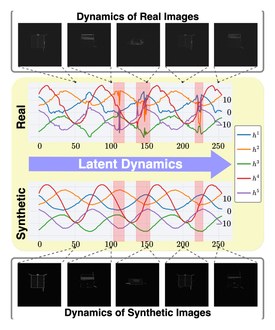 Dynamics of Real Images
Real
10
0
-10
0 50 100 150 200 250
Latent Dynamics
h¹
h²
h³
h⁴
h⁵
Synthetic
10
0
-10
0 50 100 150 200 250
Dynamics of Synthetic Images